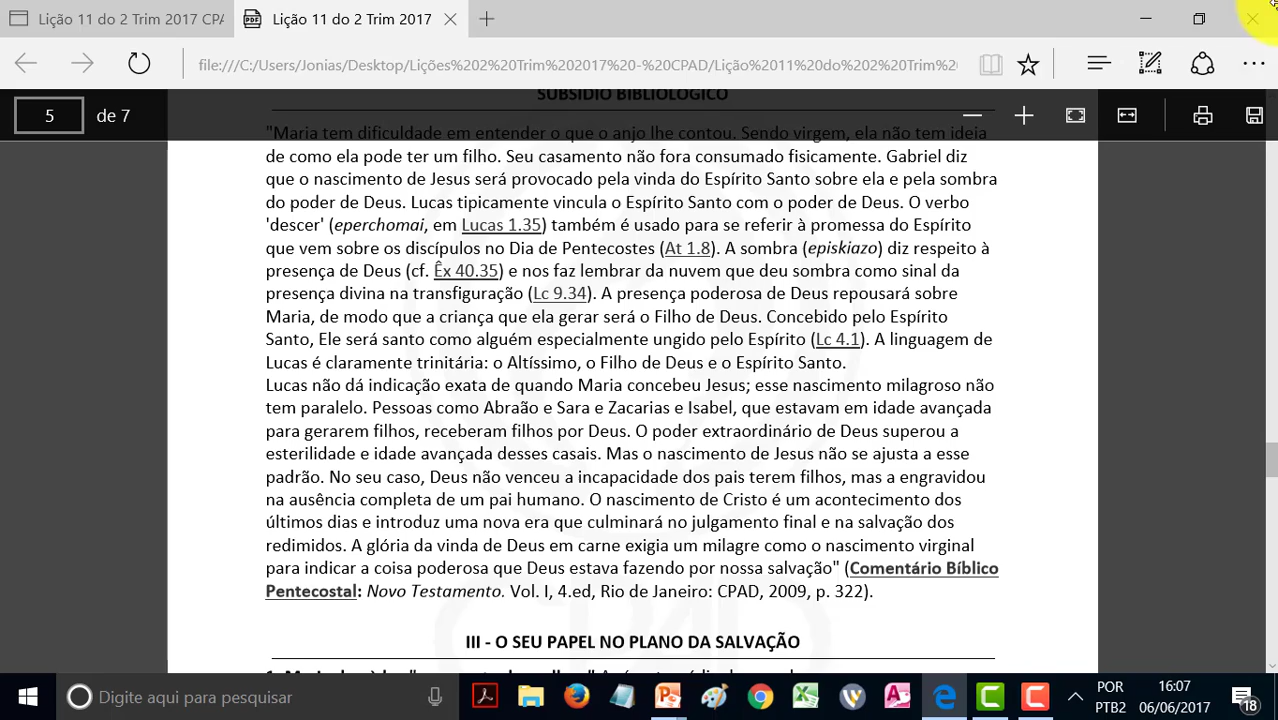 Lição 11 do 2 Trim 2017 CPA
Lição 11 do 2 Trim 2017
file:///C:/Users/Jonias/Desktop/Lições%202%20Trim%202017%20-%20CPAD/Lição%2011%20do%202%20Trim%20
5 de 7
SUBSÍDIO BIBLIOLÓGICO
"Maria tem dificuldade em entender o que o anjo lhe contou. Sendo virgem, ela não tem ideia
de como ela pode ter um filho. Seu casamento não fora consumado fisicamente. Gabriel diz
que o nascimento de Jesus será provocado pela vinda do Espírito Santo sobre ela e pela sombra
do poder de Deus. Lucas tipicamente vincula o Espírito Santo com o poder de Deus. O verbo
'descer' (eperchomai, em Lucas 1.35) também é usado para se referir à promessa do Espírito
que vem sobre os discípulos no Dia de Pentecostes (At 1.8). A sombra (episkiazo) diz respeito à
presença de Deus (cf. Êx 40.35) e nos faz lembrar da nuvem que deu sombra como sinal da
presença divina na transfiguração (Lc 9.34). A presença poderosa de Deus repousará sobre
Maria, de modo que a criança que ela gerar será o Filho de Deus. Concebido pelo Espírito
Santo, Ele será santo como alguém especialmente ungido pelo Espírito (Lc 4.1). A linguagem de
Lucas é claramente trinitária: o Altíssimo, o Filho de Deus e o Espírito Santo.
Lucas não dá indicação exata de quando Maria concebeu Jesus; esse nascimento milagroso não
tem paralelo. Pessoas como Abraão e Sara e Zacarias e Isabel, que estavam em idade avançada
para gerarem filhos, receberam filhos por Deus. O poder extraordinário de Deus superou a
esterilidade e idade avançada desses casais. Mas o nascimento de Jesus não se ajusta a esse
padrão. No seu caso, Deus não venceu a incapacidade dos pais terem filhos, mas a engravidou
na ausência completa de um pai humano. O nascimento de Cristo é um acontecimento dos
últimos dias e introduz uma nova era que culminará no julgamento final e na salvação dos
redimidos. A glória da vinda de Deus em carne exigia um milagre como o nascimento virginal
para indicar a coisa poderosa que Deus estava fazendo por nossa salvação" (Comentário Bíblico
Pentecostal: Novo Testamento. Vol. I, 4.ed, Rio de Janeiro: CPAD, 2009, p. 322).
III - O SEU PAPEL NO PLANO DA SALVAÇÃO
Digite aqui para pesquisar
POR
PTB2
16:07
06/06/2017
18